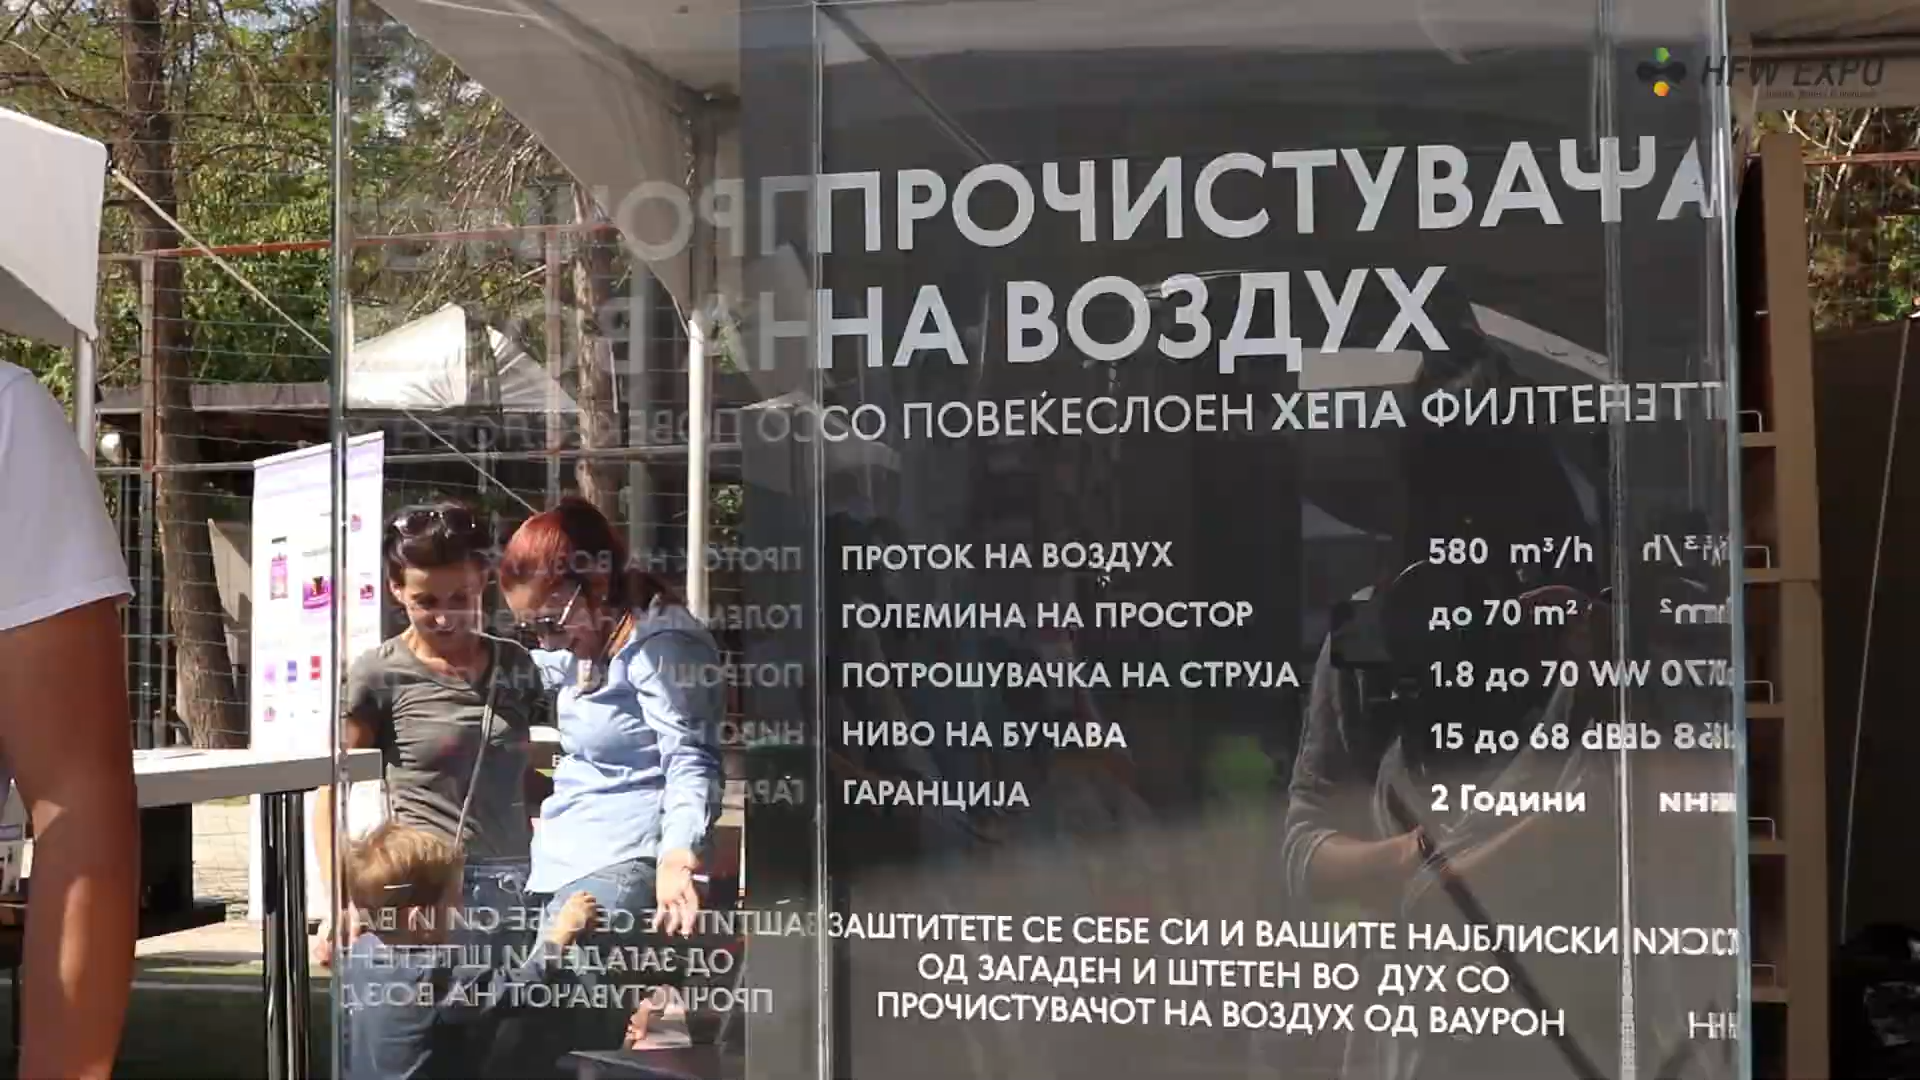 HFW EXPO
ПРОЧИСТУВАЧ
НА ВОЗДУХ
СО ПОВЕЌЕСЛОЕН ХЕПА ФИЛТЕР
ПРОТОК НА ВОЗДУХ 580 m³/h
ГОЛЕМИНА НА ПРОСТОР до 70 m²
ПОТРОШУВАЧКА НА СТРУЈА 1.8 до 70 W
НИВО НА БУЧАВА 15 до 68 dB
ГАРАНЦИЈА 2 Години
ЗАШТИТЕТЕ СЕ СЕБЕ СИ И ВАШИТЕ НАЈБЛИСКИ
ОД ЗАГАДЕН И ШТЕТЕН ВО ДУХ СО
ПРОЧИСТУВАЧОТ НА ВОЗДУХ ОД ВАУРОН